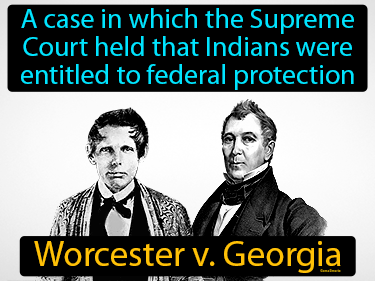 A case in which the Supreme
Court held that Indians were
entitled to federal protection
Worcester v. Georgia